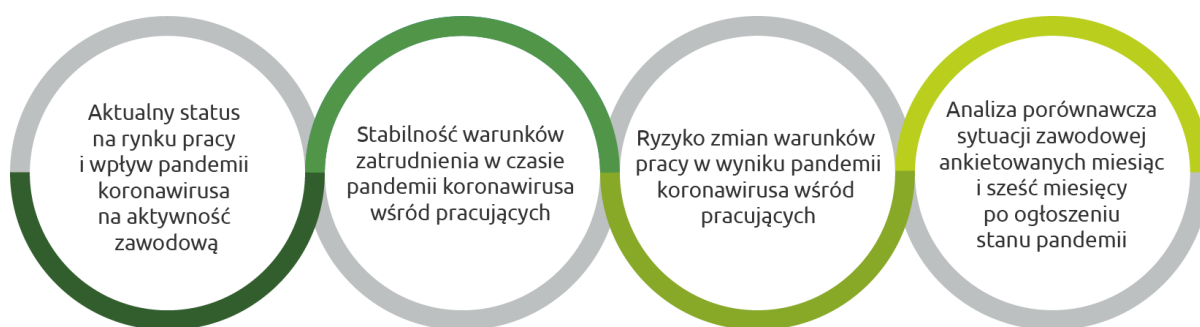 Aktualny status
na rynku pracy
i wpływ pandemii
koronawirusa
na aktywność
zawodową
Stabilność warunków
zatrudnienia w czasie
pandemii koronawirusa
wśród pracujących
Ryzyko zmian warunków
pracy w wyniku pandemii
koronawirusa wśród
pracujących
Analiza porównawcza
sytuacji zawodowej
ankietowanych miesiąc
i sześć miesięcy
po ogłoszeniu
stanu pandemii